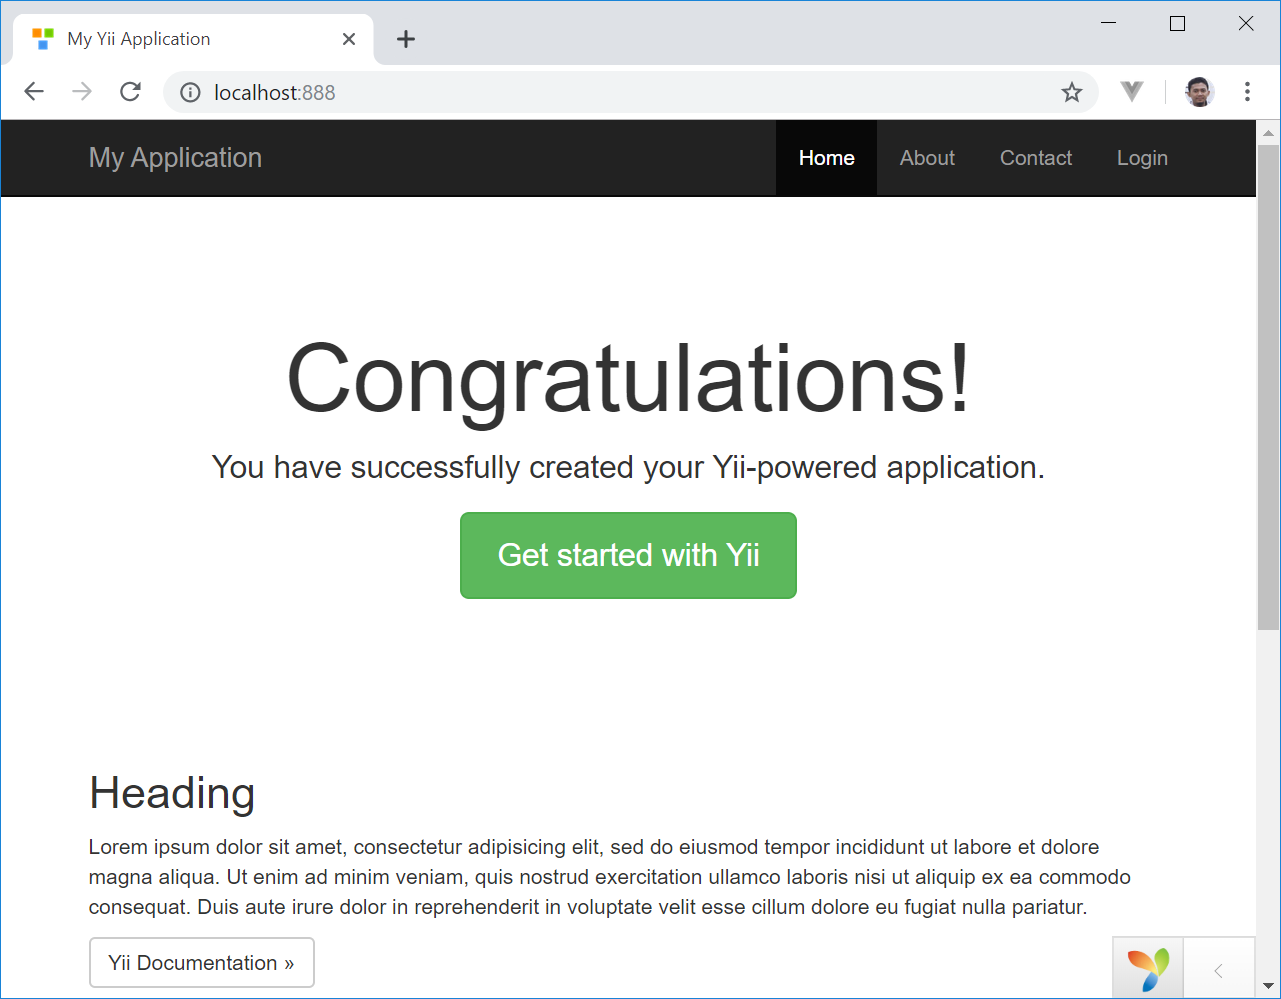 My Yii Application
localhost:888
My Application
Home About Contact Login
Congratulations!
You have successfully created your Yii-powered application.
Get started with Yii
Heading
Lorem ipsum dolor sit amet, consectetur adipisicing elit, sed do eiusmod tempor incididunt ut labore et dolore
magna aliqua. Ut enim ad minim veniam, quis nostrud exercitation ullamco laboris nisi ut aliquip ex ea commodo
consequat. Duis aute irure dolor in reprehenderit in voluptate velit esse cillum dolore eu fugiat nulla pariatur.
Yii Documentation »